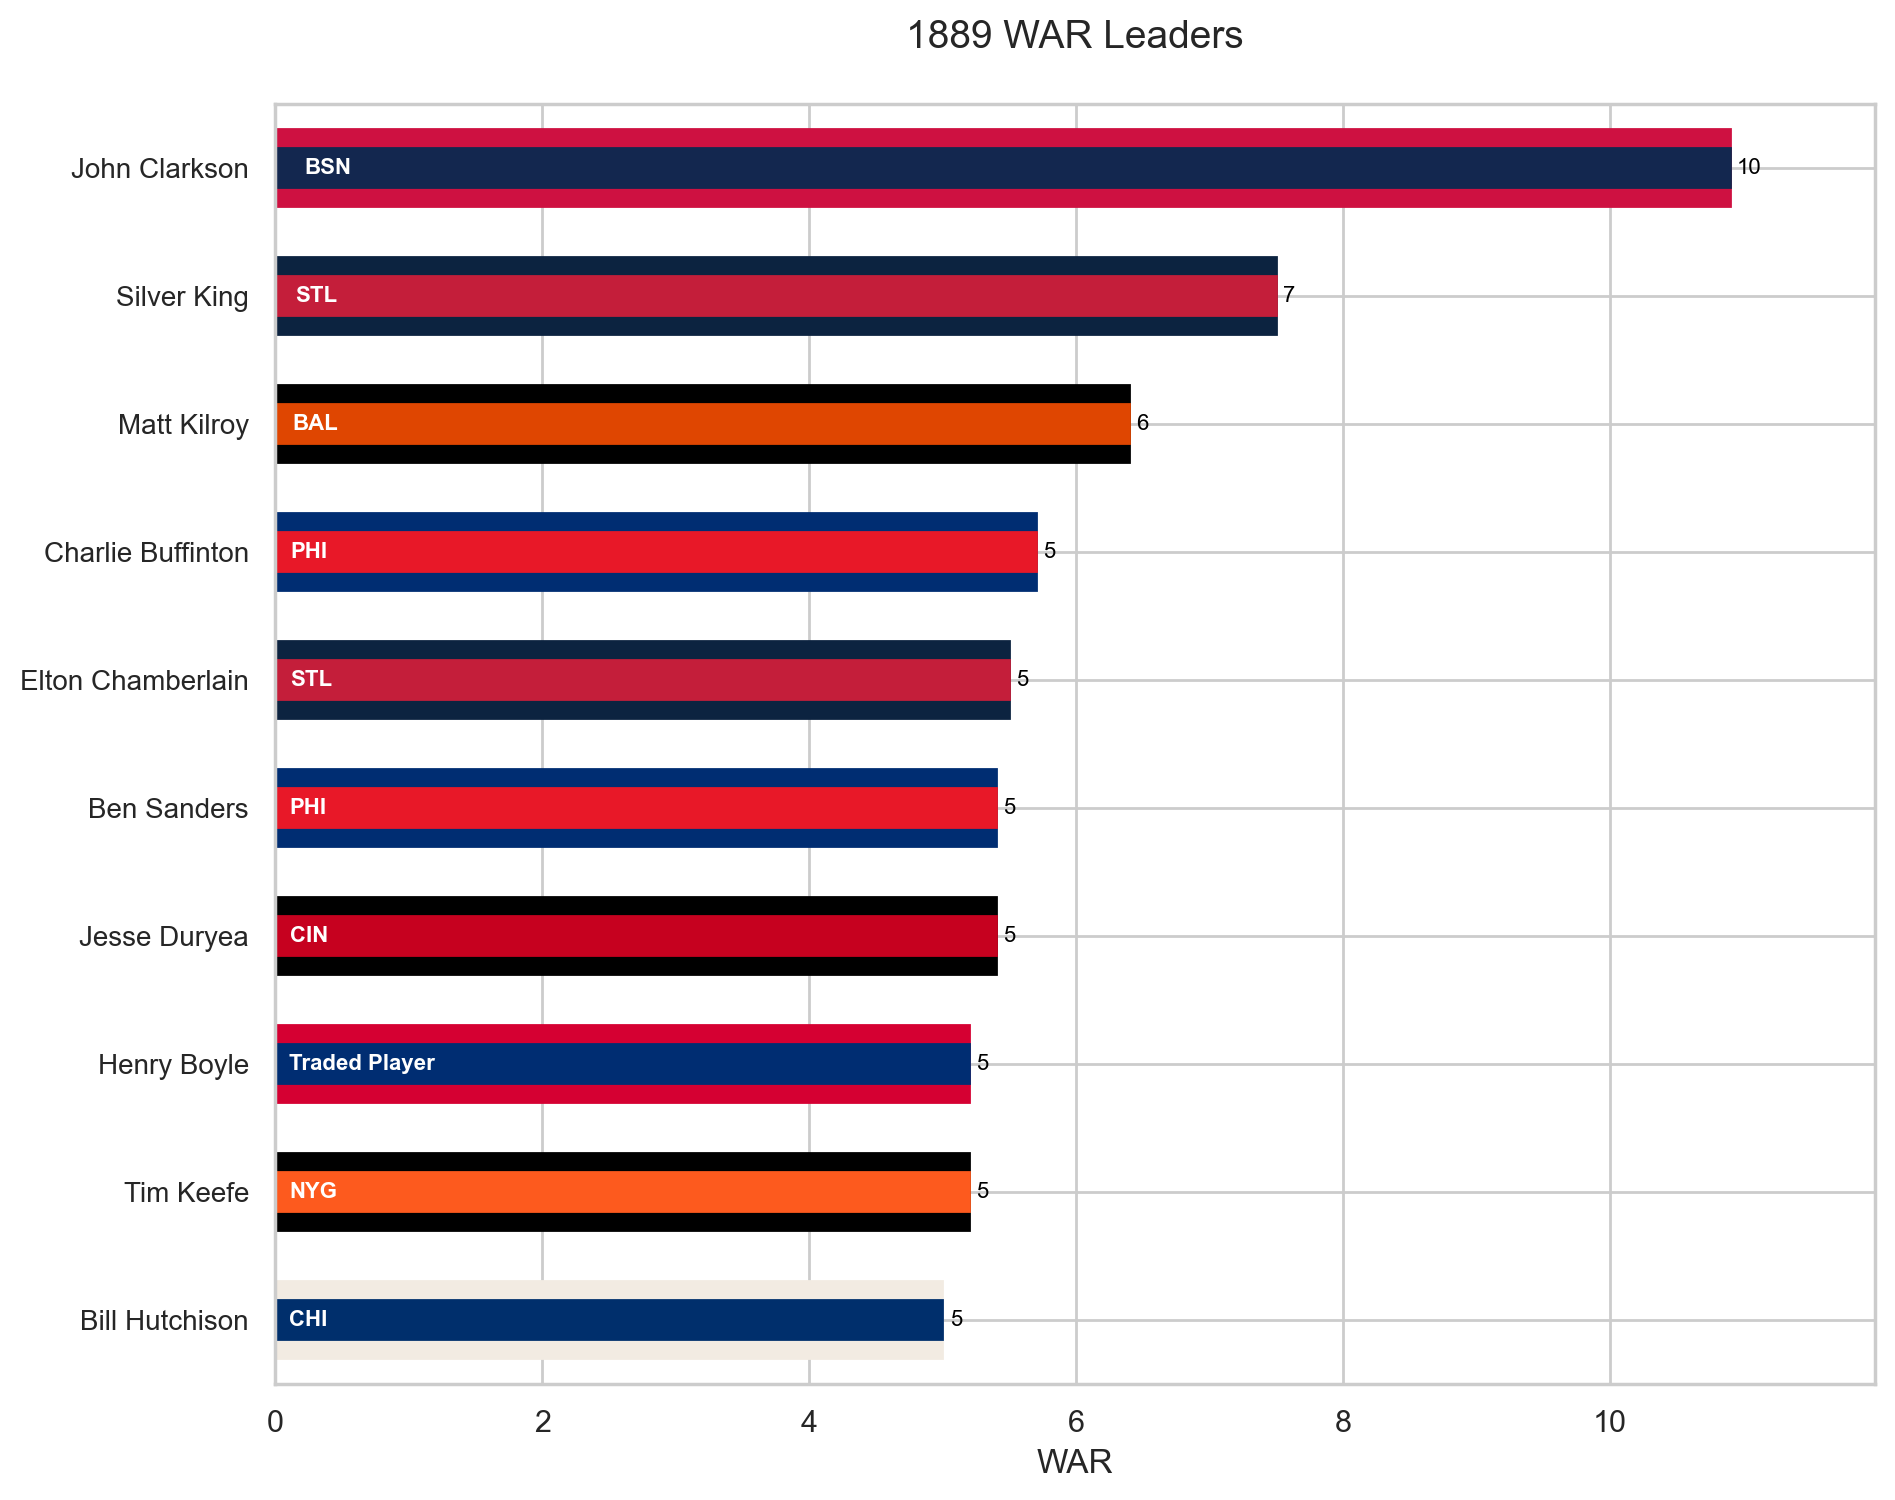 1889 WAR Leaders
John Clarkson
BSN
10
Silver King
STL
7
Matt Kilroy
BAL
6
Charlie Buffinton
PHI
5
Elton Chamberlain
STL
5
Ben Sanders
PHI
5
Jesse Duryea
CIN
5
Henry Boyle
Traded Player
5
Tim Keefe
NYG
5
Bill Hutchison
CHI
5
0 2 4 6 8 10
WAR